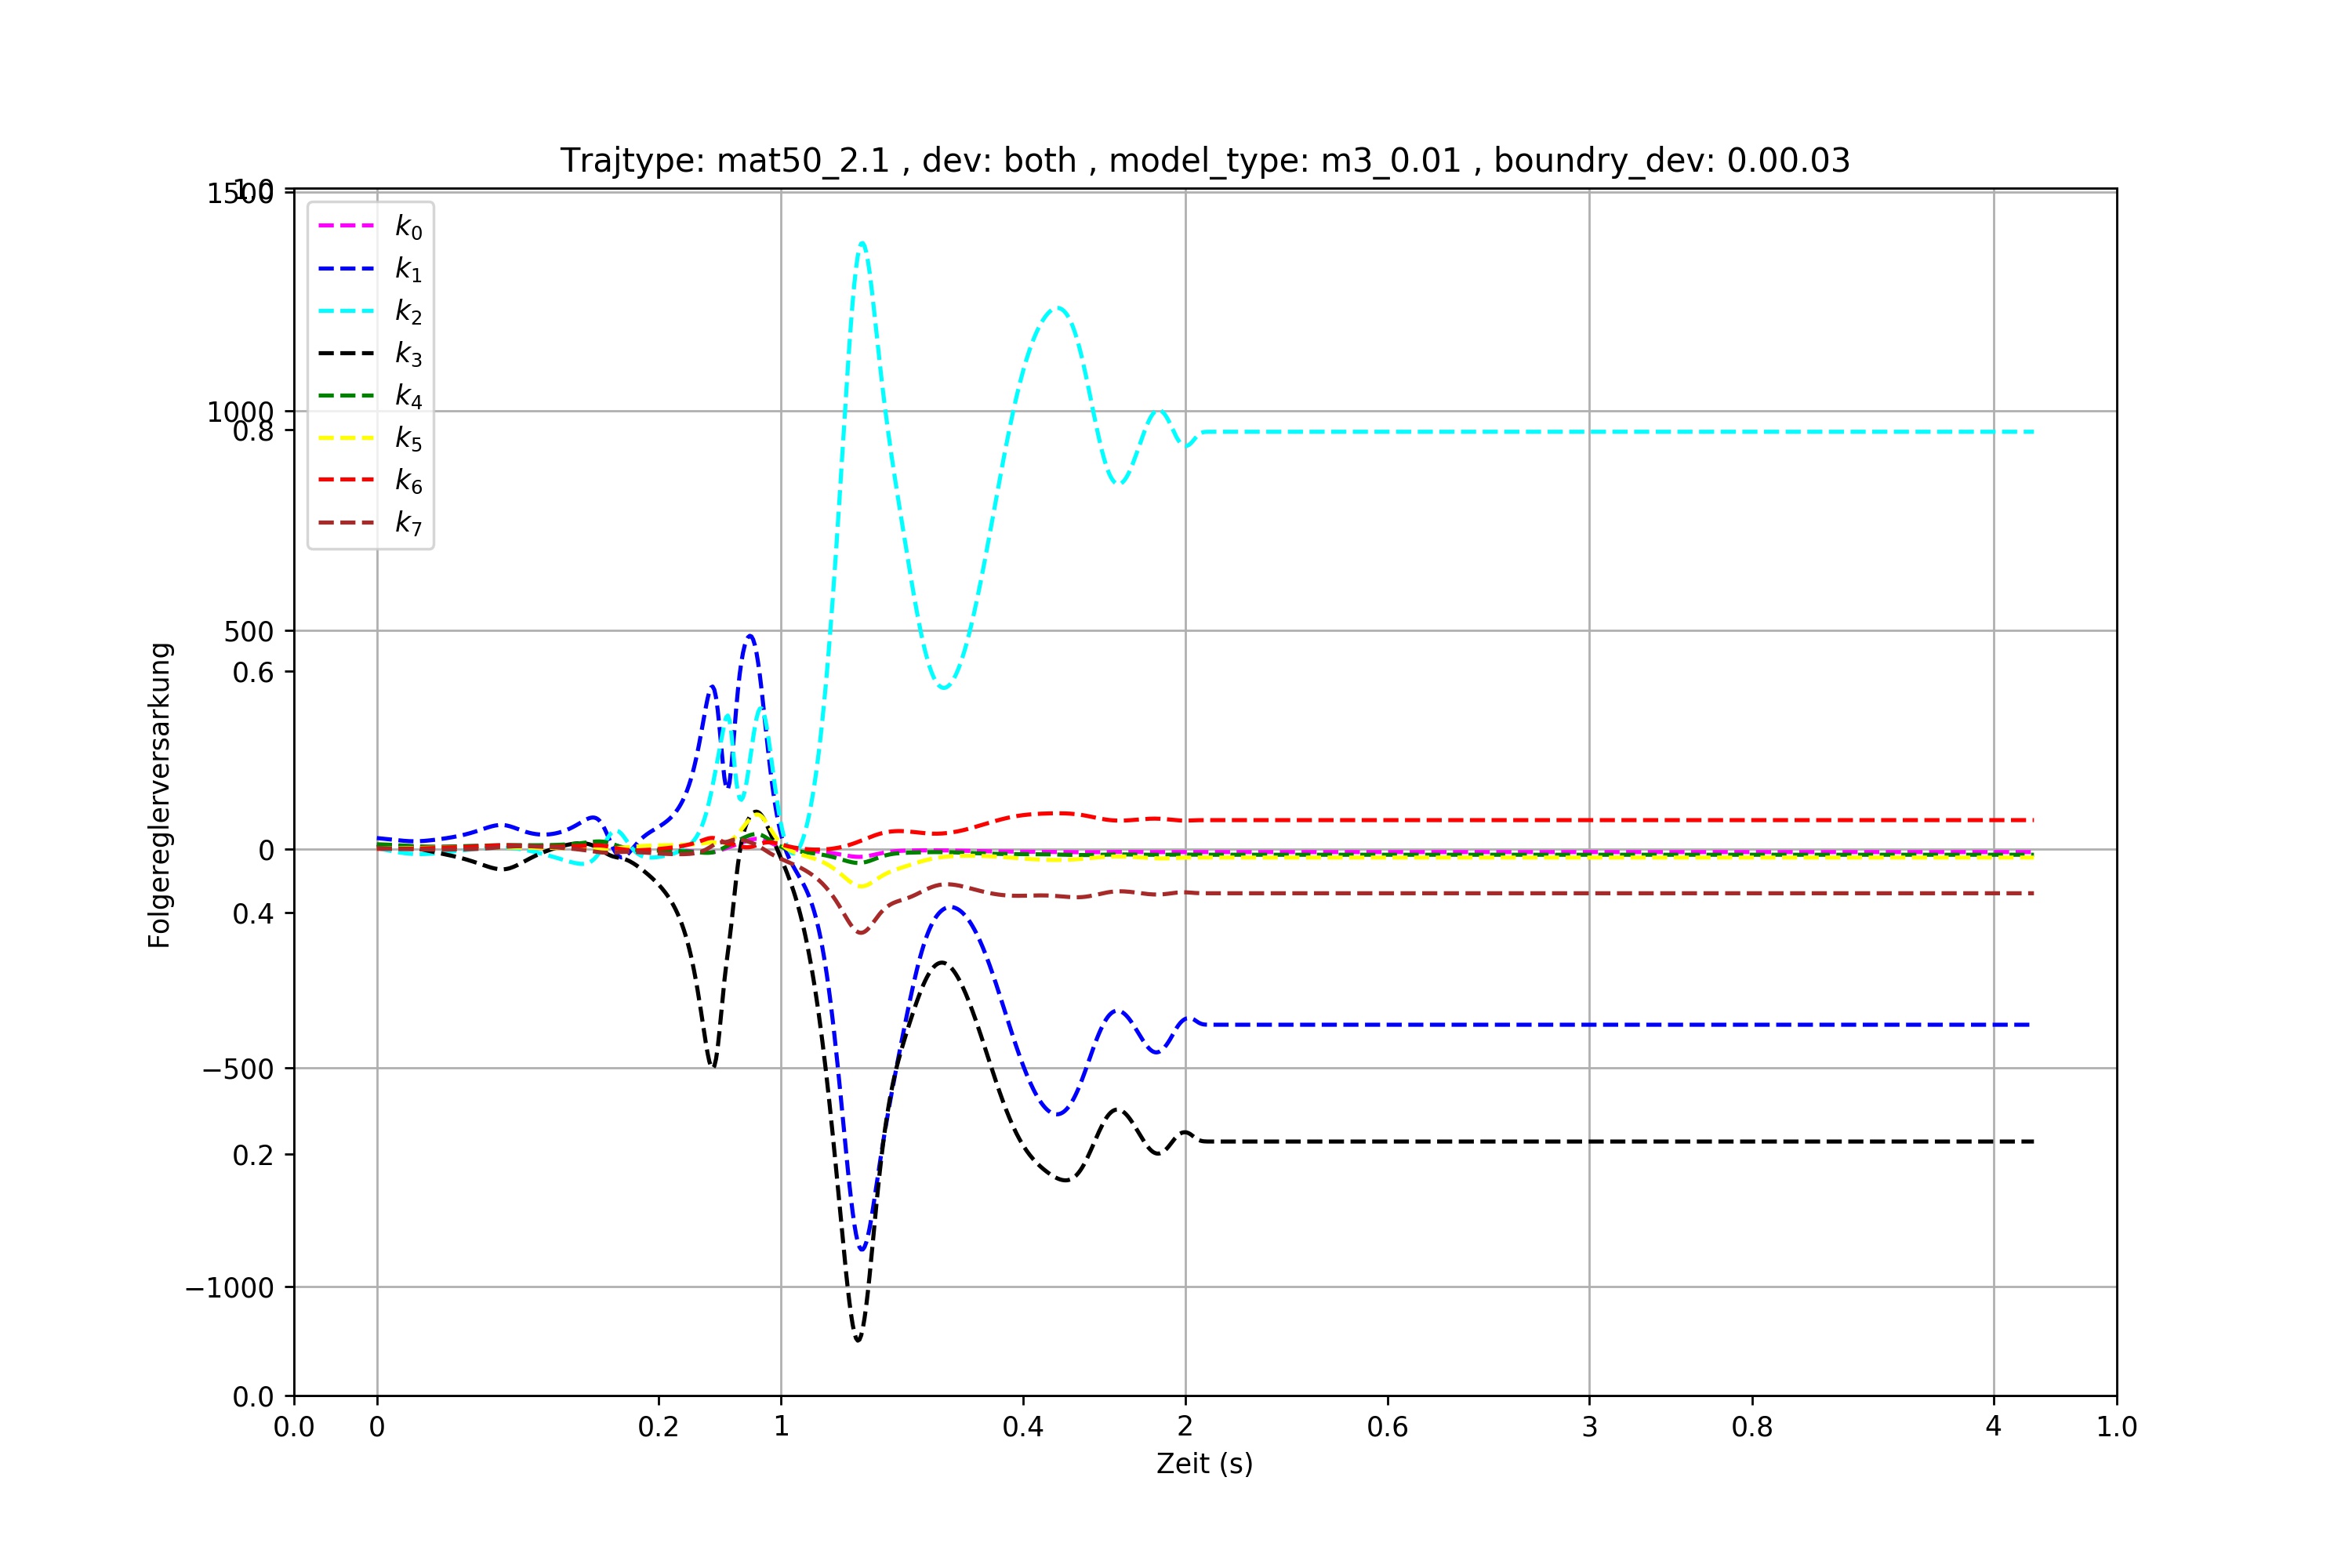 Trajtype: mat50_2.1 , dev: both , model_type: m3_0.01 , boundry_dev: 0.00.03
1.0
1500
k0
k1
k2
k3
k4
k5
k6
k7
1000
0.8
500
0.6
0
0.4
−500
0.2
−1000
0.0
Folgereglerversarkung
0.0 0 0.2 1 0.4 2 0.6 3 0.8 4 1.0
Zeit (s)